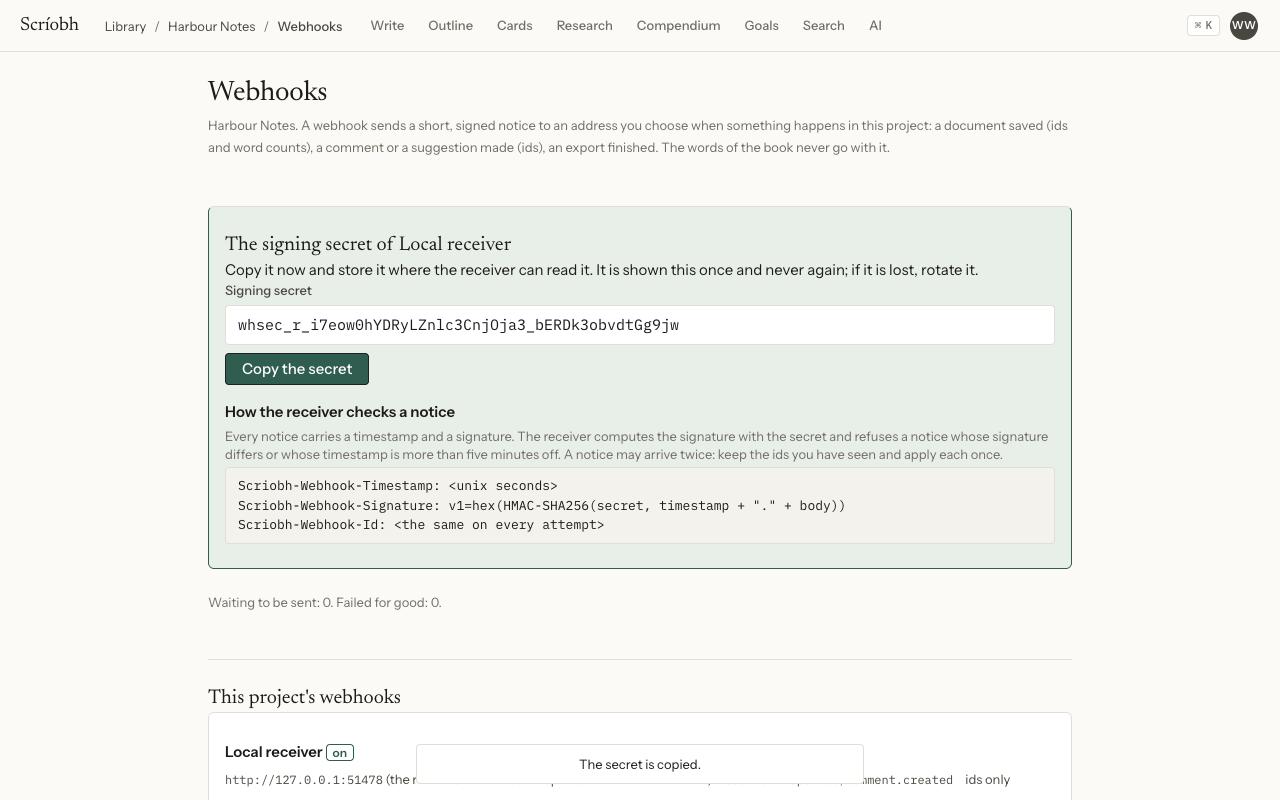 Scríobh Library / Harbour Notes / Webhooks Write Outline Cards Research Compendium Goals Search AI ⌘ K WW
Webhooks
Harbour Notes. A webhook sends a short, signed notice to an address you choose when something happens in this project: a document saved (ids
and word counts), a comment or a suggestion made (ids), an export finished. The words of the book never go with it.
The signing secret of Local receiver
Copy it now and store it where the receiver can read it. It is shown this once and never again; if it is lost, rotate it.
Signing secret
whsec_r_i7eow0hYDRyLZnlc3CnjOja3_bERDk3obvdtGg9jw
Copy the secret
How the receiver checks a notice
Every notice carries a timestamp and a signature. The receiver computes the signature with the secret and refuses a notice whose signature
differs or whose timestamp is more than five minutes off. A notice may arrive twice: keep the ids you have seen and apply each once.
Scriobh-Webhook-Timestamp: <unix seconds>
Scriobh-Webhook-Signature: v1=hex(HMAC-SHA256(secret, timestamp + "." + body))
Scriobh-Webhook-Id: <the same on every attempt>
Waiting to be sent: 0. Failed for good: 0.
This project's webhooks
Local receiver on
The secret is copied.
http://127.0.0.1:51478 (the ids only